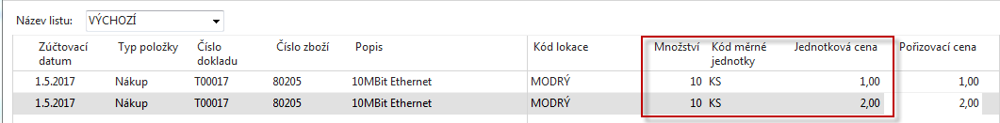 Název listu: VÝCHOZÍ
Zúčtovací datum Typ položky Číslo dokladu Číslo zboží Popis Kód lokace Množství Kód měrné jednotky Jednotková cena Pořizovací cena
1.5.2017 Nákup T00017 80205 10MBit Ethernet MODRÝ 10 KS 1,00 1,00
1.5.2017 Nákup T00017 80205 10MBit Ethernet MODRÝ 10 KS 2,00 2,00